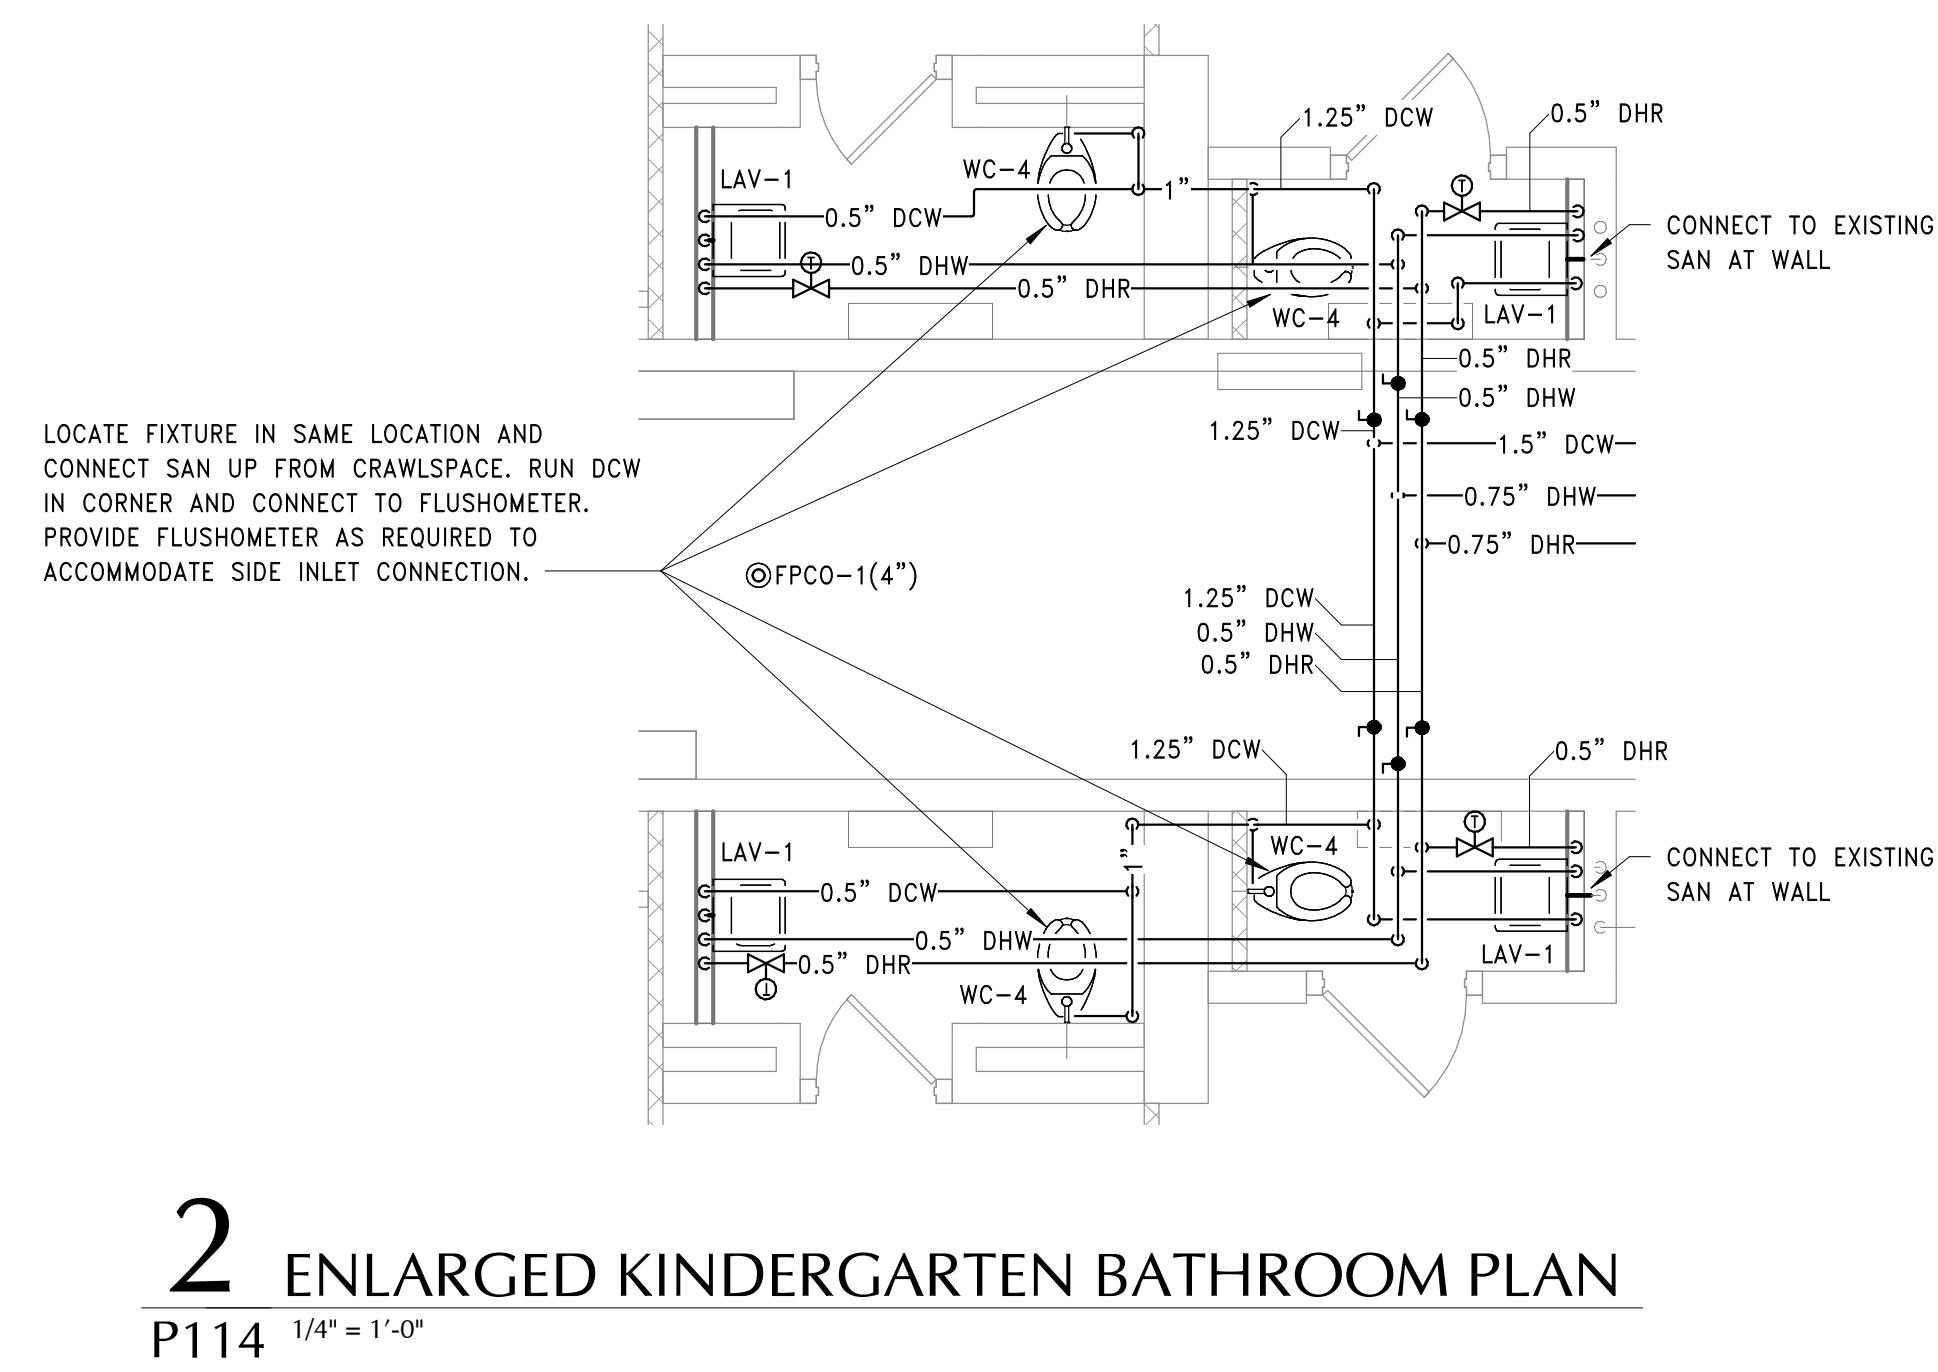 1.25” DCW
0.5” DHR
WC-4
LAV-1
1”
0.5” DCW
CONNECT TO EXISTING
SAN AT WALL
T
T
0.5” DHW
0.5” DHR
WC-4
LAV-1
0.5” DHR
0.5” DHW
1.25” DCW
1.5” DCW
LOCATE FIXTURE IN SAME LOCATION AND
CONNECT SAN UP FROM CRAWLSPACE. RUN DCW
IN CORNER AND CONNECT TO FLUSHOMETER.
PROVIDE FLUSHOMETER AS REQUIRED TO
ACCOMMODATE SIDE INLET CONNECTION.
0.75” DHW
0.75” DHR
FPCO-1(4”)
1.25” DCW
0.5” DHW
0.5” DHR
1.25” DCW
0.5” DHR
T
LAV-1
1”
WC-4
CONNECT TO EXISTING
SAN AT WALL
0.5” DCW
0.5” DHW
0.5” DHR
LAV-1
T
WC-4
2 ENLARGED KINDERGARTEN BATHROOM PLAN
P114 1/4" = 1'-0"